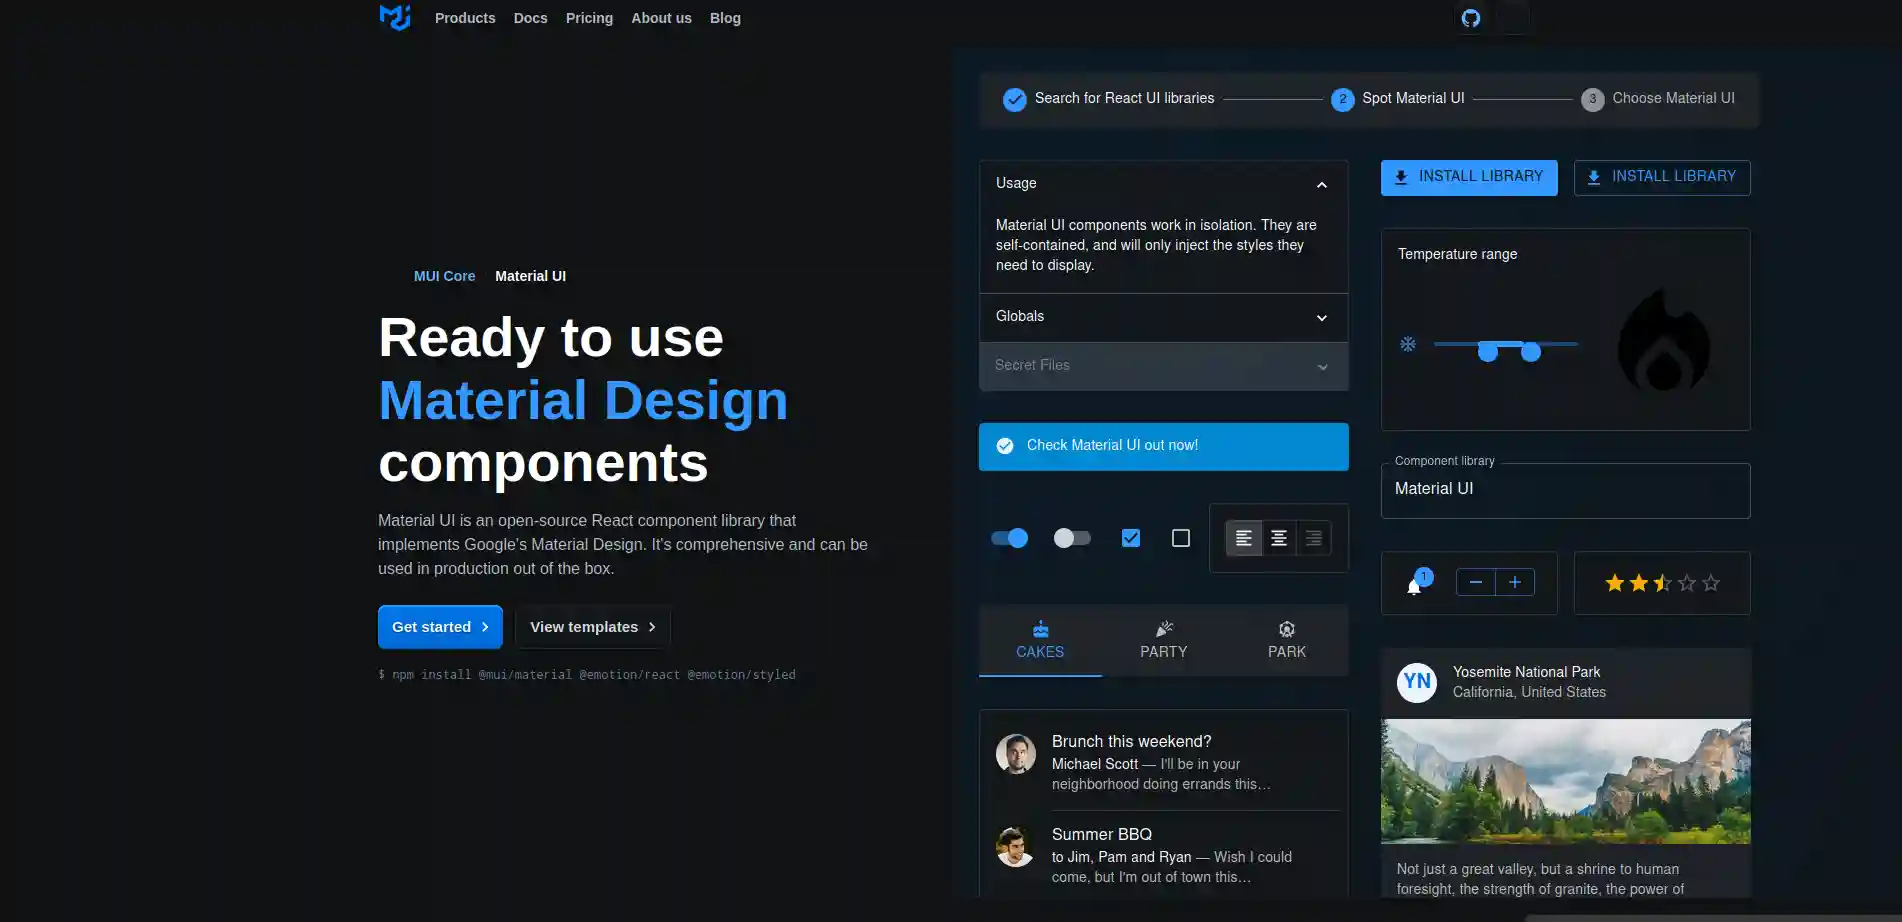 Products Docs Pricing About us Blog
MUI Core Material UI
Ready to use
Material Design
components
Material UI is an open-source React component library that
implements Google's Material Design. It's comprehensive and can be
used in production out of the box.
Get started View templates
$ npm install @mui/material @emotion/react @emotion/styled
Search for React UI libraries 2 Spot Material UI 3 Choose Material UI
Usage
Material UI components work in isolation. They are
self-contained, and will only inject the styles they
need to display.
Globals
Secret Files
Check Material UI out now!
CAKES PARTY PARK
Brunch this weekend?
Michael Scott — I'll be in your
neighborhood doing errands this…
Summer BBQ
to Jim, Pam and Ryan — Wish I could
come, but I'm out of town this…
INSTALL LIBRARY INSTALL LIBRARY
Temperature range
Component library
Material UI
1
YN
Yosemite National Park
California, United States
Not just a great valley, but a shrine to human
foresight, the strength of granite, the power of